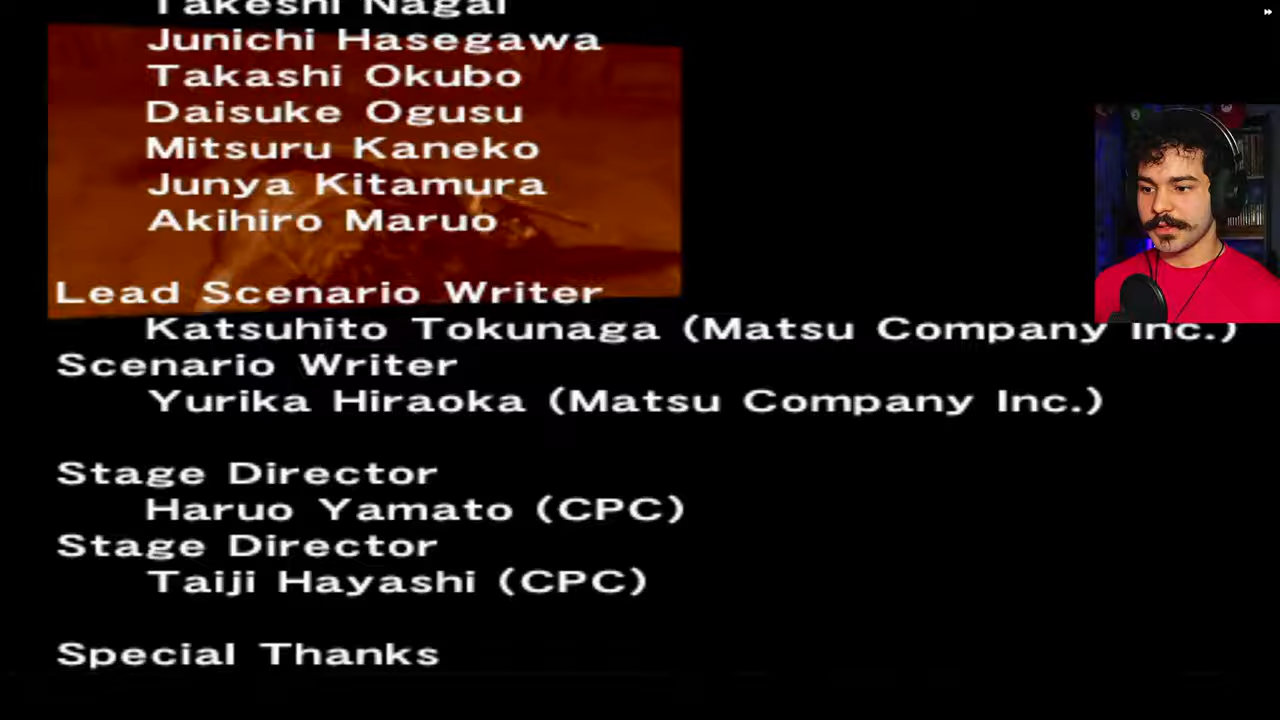 Takeshi Nagai
Junichi Hasegawa
Takashi Okubo
Daisuke Ogusu
Mitsuru Kaneko
Junya Kitamura
Akihiro Maruo
Lead Scenario Writer
Katsuhito Tokunaga (Matsu Company Inc.)
Scenario Writer
Yurika Hiraoka (Matsu Company Inc.)
Stage Director
Haruo Yamato (CPC)
Stage Director
Taiji Hayashi (CPC)
Special Thanks